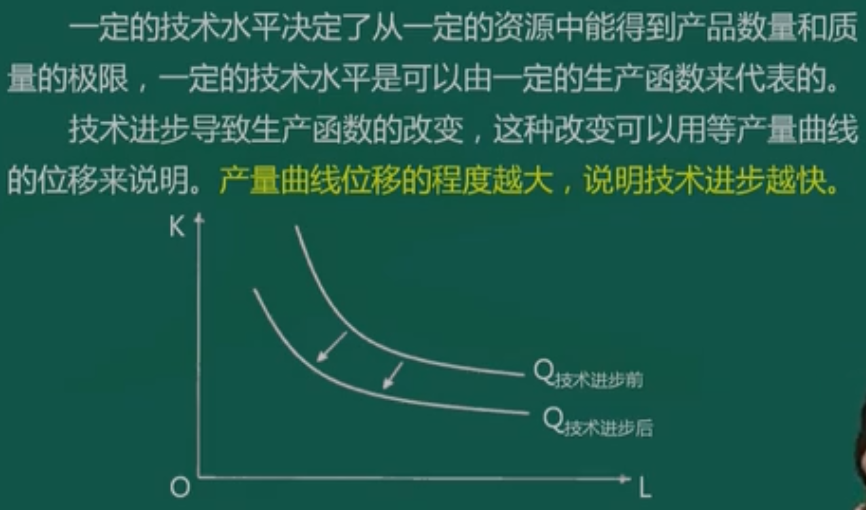 一定的技术水平决定了从一定的资源中能得到产品数量和质
量的极限，一定的技术水平是可以由一定的生产函数来代表的。
技术进步导致生产函数的改变，这种改变可以用等产量曲线
的位移来说明。产量曲线位移的程度越大，说明技术进步越快。
K
Q技术进步前
Q技术进步后
O
L